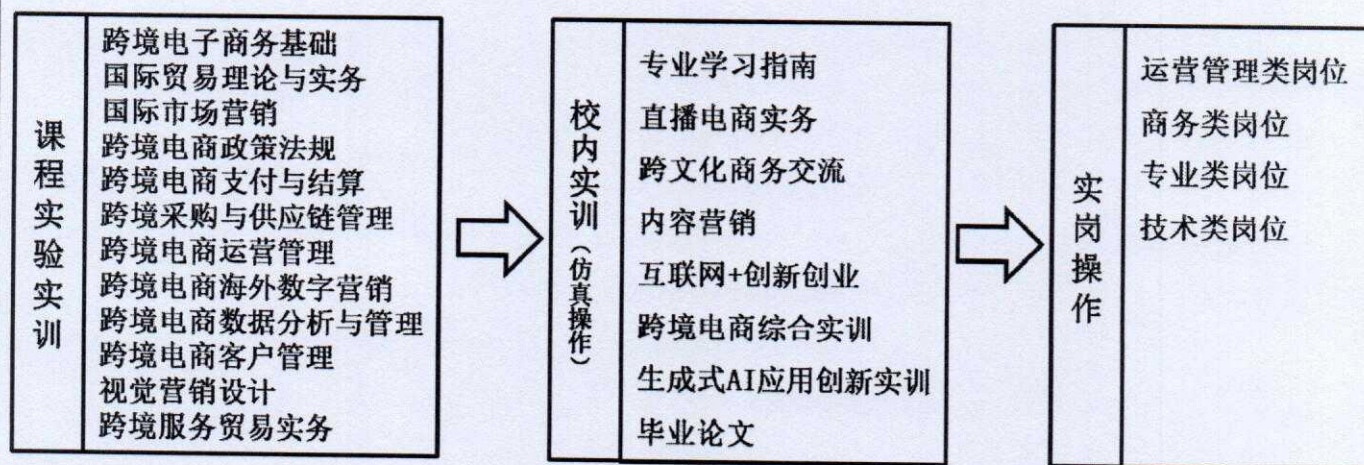 课程实验实训
跨境电子商务基础
国际贸易理论与实务
国际市场营销
跨境电商政策法规
跨境电商支付与结算
跨境采购与供应链管理
跨境电商运营管理
跨境电商海外数字营销
跨境电商数据分析与管理
跨境电商客户管理
视觉营销设计
跨境服务贸易实务
校内实训（仿真操作）
专业学习指南
直播电商实务
跨文化商务交流
内容营销
互联网+创新创业
跨境电商综合实训
生成式AI应用创新实训
毕业论文
实岗操作
运营管理类岗位
商务类岗位
专业类岗位
技术类岗位